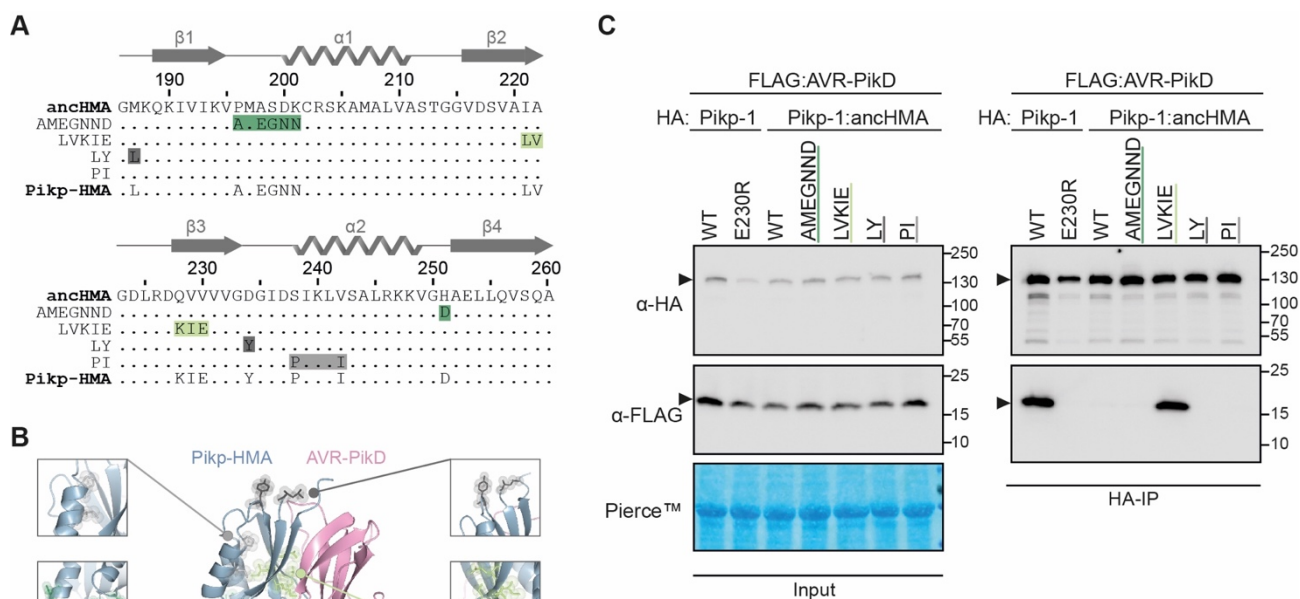 A
β1 α1 β2
190 200 210 220
ancHMA GMKQKIVIKVPMASDKCRSKAMALVASTGGVDSVAIA
AMEGNND ..........A.EGNN.....................
LVKIE ...................................LV
LY .L...................................
PI .....................................
Pikp-HMA .L........A.EGNN...................LV
β3 α2 β4
230 240 250 260
ancHMA GDLRDQVVVVGDGIDSIKLVSALRKKVGHAELLQVSQA
AMEGNND ............................D.........
LVKIE .....KIE..............................
LY ...........Y..........................
PI ...............P...I..................
Pikp-HMA .....KIE...Y...P...I........D.........
B
Pikp-HMA AVR-PikD
C
FLAG:AVR-PikD
HA: Pikp-1 Pikp-1:ancHMA
WT E230R WT AMEGNND LVKIE LY PI
α-HA
250
130
100
70
55
α-FLAG
25
15
10
Pierce™
Input
FLAG:AVR-PikD
HA: Pikp-1 Pikp-1:ancHMA
WT E230R WT AMEGNND LVKIE LY PI
250
130
100
70
55
25
15
10
HA-IP